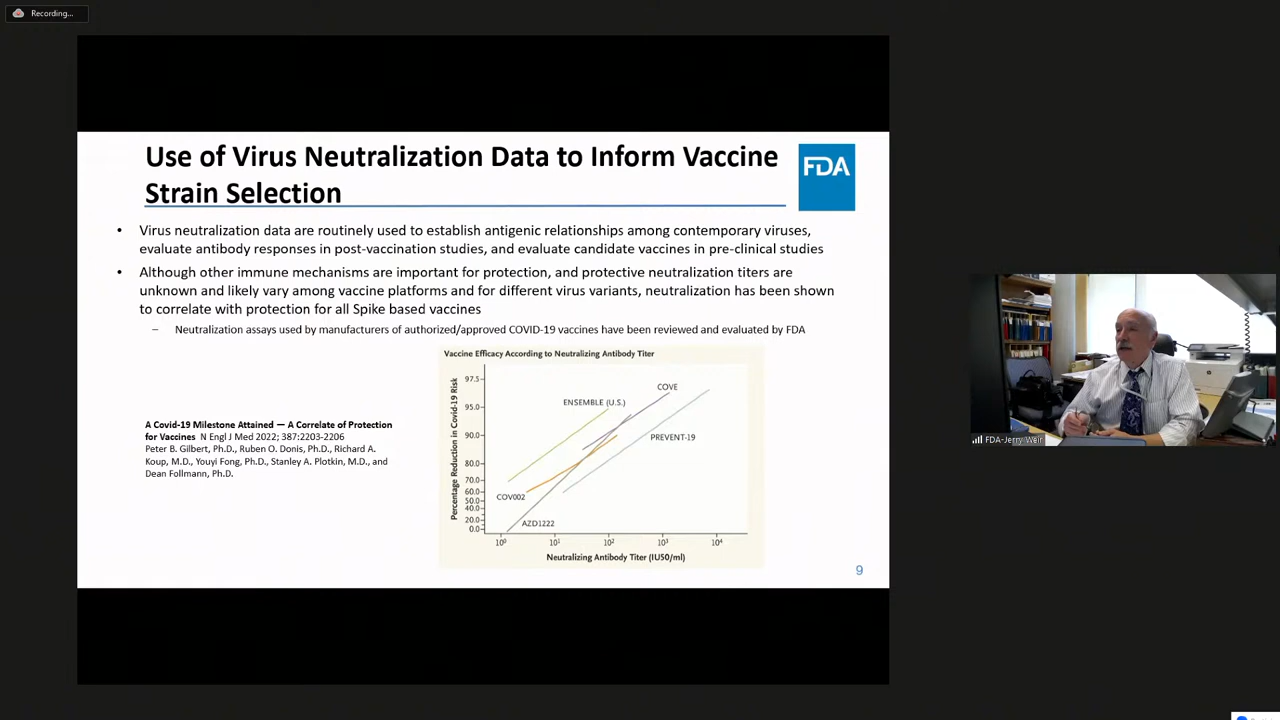 Recording...
Use of Virus Neutralization Data to Inform Vaccine
Strain Selection
FDA
• Virus neutralization data are routinely used to establish antigenic relationships among contemporary viruses,
evaluate antibody responses in post-vaccination studies, and evaluate candidate vaccines in pre-clinical studies
• Although other immune mechanisms are important for protection, and protective neutralization titers are
unknown and likely vary among vaccine platforms and for different virus variants, neutralization has been shown
to correlate with protection for all Spike based vaccines
– Neutralization assays used by manufacturers of authorized/approved COVID-19 vaccines have been reviewed and evaluated by FDA
A Covid-19 Milestone Attained — A Correlate of Protection
for Vaccines N Engl J Med 2022; 387:2203-2206
Peter B. Gilbert, Ph.D., Ruben O. Donis, Ph.D., Richard A.
Koup, M.D., Youyi Fong, Ph.D., Stanley A. Plotkin, M.D., and
Dean Follmann, Ph.D.
Vaccine Efficacy According to Neutralizing Antibody Titer
Percentage Reduction in Covid-19 Risk
97.5
95.0
90.0
80.0
70.0
60.0
50.0
40.0
20.0
0.0
COVE
ENSEMBLE (U.S.)
PREVENT-19
COV002
AZD1222
10⁰ 10¹ 10² 10³ 10⁴
Neutralizing Antibody Titer (IU50/ml)
9
FDA-Jerry Weir